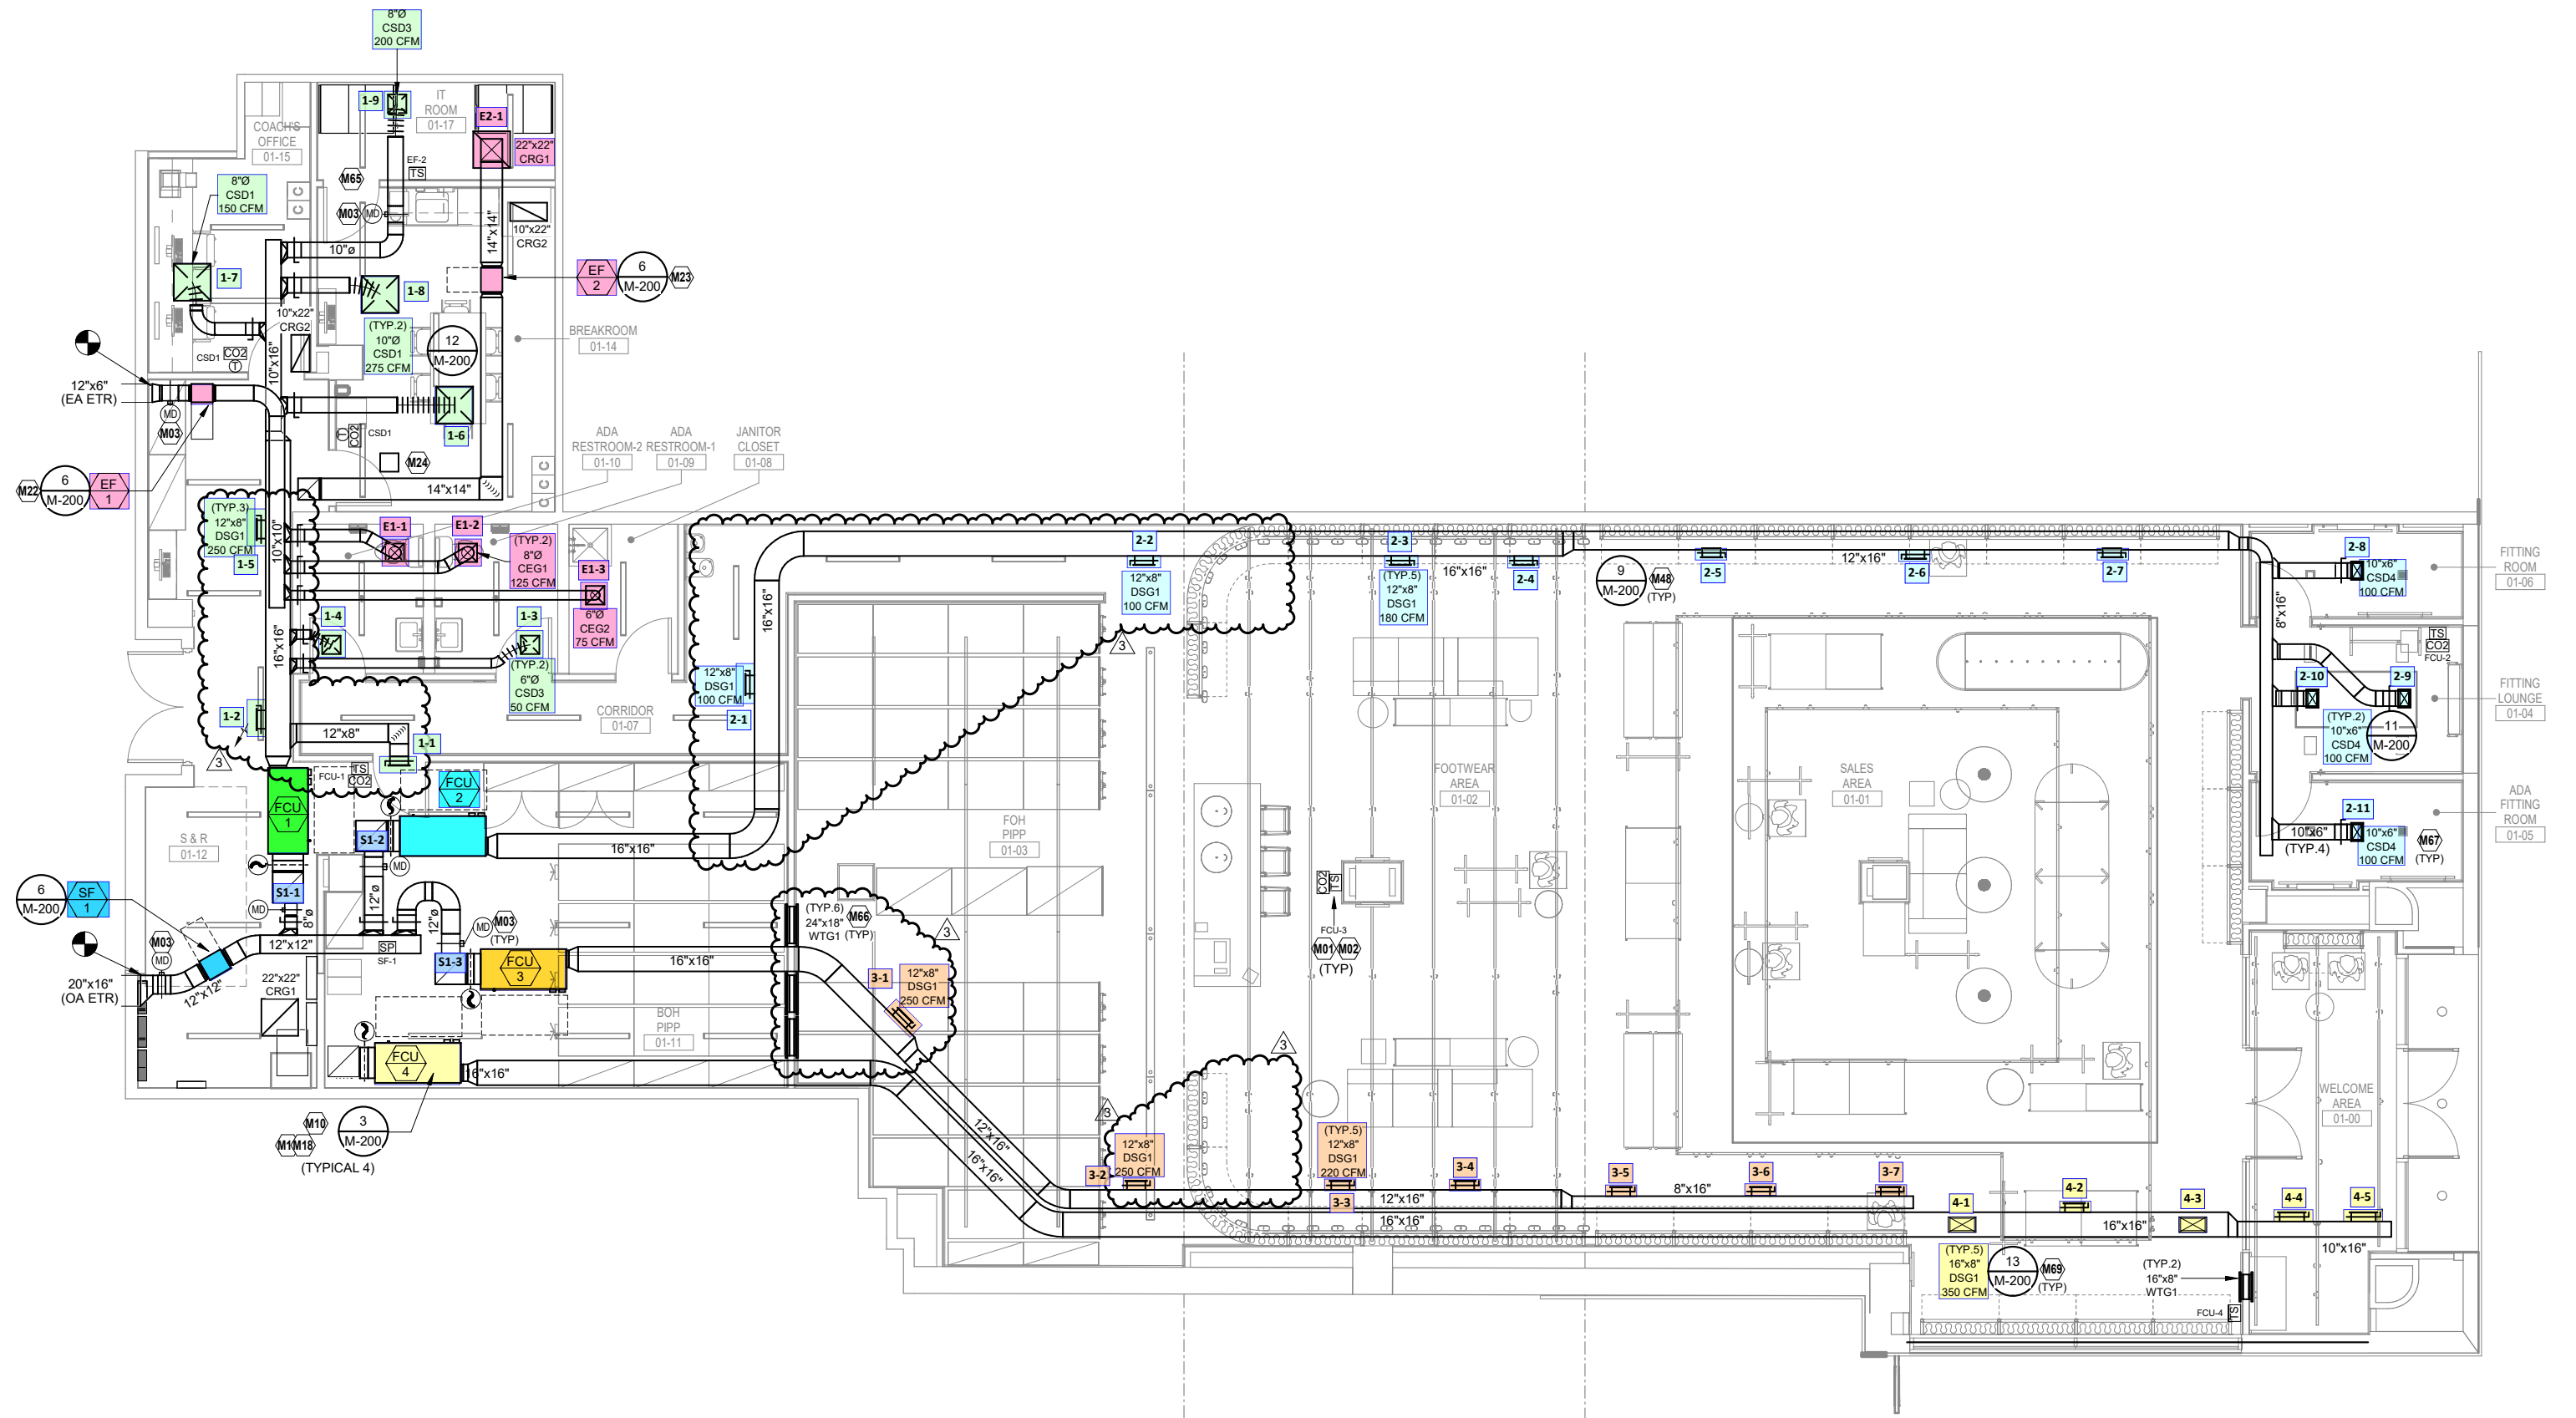 8"Ø
CSD3
200 CFM
1-9
IT
ROOM
01-17
E2-1
22"x22"
CRG1
COACH'S
OFFICE
01-15
EF-2
TS
M65
8"Ø
CSD1
150 CFM
C
C
M03
MD
14"x14"
10"x22"
CRG2
10"ø
1-7
1-8
EF
2
6
M-200
M23
10"x22"
CRG2
(TYP.2)
10"Ø
CSD1
275 CFM
12
M-200
BREAKROOM
01-14
CSD1
CO2
T
10"x16"
12"x6"
(EA ETR)
MD
M03
1-6
T
CO2
CSD1
M24
ADA
RESTROOM-2
01-10
ADA
RESTROOM-1
01-09
JANITOR
CLOSET
01-08
C
C
C
M22
6
M-200
EF
1
14"x14"
(TYP.3)
12"x8"
DSG1
250 CFM
1-5
10"x10"
E1-1
E1-2
(TYP.2)
8"Ø
CEG1
125 CFM
E1-3
6"Ø
CEG2
75 CFM
1-4
1-3
(TYP.2)
6"Ø
CSD3
50 CFM
16"x16"
1-2
3
12"x8"
1-1
CORRIDOR
01-07
12"x8"
DSG1
100 CFM
2-1
16"x16"
2-2
12"x8"
DSG1
100 CFM
3
2-3
(TYP.5)
12"x8"
DSG1
180 CFM
16"x16"
2-4
9
M-200
M48
(TYP)
2-5
12"x16"
2-6
2-7
2-8
10"x6"
CSD4
100 CFM
FITTING
ROOM
01-06
8"x16"
TS
CO2
FCU-2
2-10
2-9
FITTING
LOUNGE
01-04
(TYP.2)
10"x6"
CSD4
100 CFM
11
M-200
2-11
10"x6"
(TYP.4)
10"x6"
CSD4
100 CFM
M67
(TYP)
ADA
FITTING
ROOM
01-05
FCU-1
TS
CO2
FCU
1
FCU
2
S & R
01-12
S1-2
MD
16"x16"
FOH
PIPP
01-03
FOOTWEAR
AREA
01-02
SALES
AREA
01-01
6
M-200
SF
1
S1-1
MD
8"ø
12"ø
12"ø
MD
M03
(TYP)
M03
MD
12"x12"
SP
SF-1
S1-3
FCU
3
16"x16"
(TYP.6)
24"x18"
WTG1
M66
(TYP)
3
CO2
TS
FCU-3
M01
M02
(TYP)
20"x16"
(OA ETR)
12"x12"
22"x22"
CRG1
3-1
12"x8"
DSG1
250 CFM
BOH
PIPP
01-11
FCU
4
16"x16"
M10
M18
3
M-200
(TYPICAL 4)
12"x16"
16"x16"
3
3
12"x8"
DSG1
250 CFM
3-2
(TYP.5)
12"x8"
DSG1
220 CFM
3-3
3-4
12"x16"
16"x16"
3-5
8"x16"
3-6
3-7
4-1
4-2
4-3
4-4
4-5
16"x16"
10"x16"
WELCOME
AREA
01-00
(TYP.5)
16"x8"
DSG1
350 CFM
13
M-200
M69
(TYP)
(TYP.2)
16"x8"
WTG1
FCU-4
TS